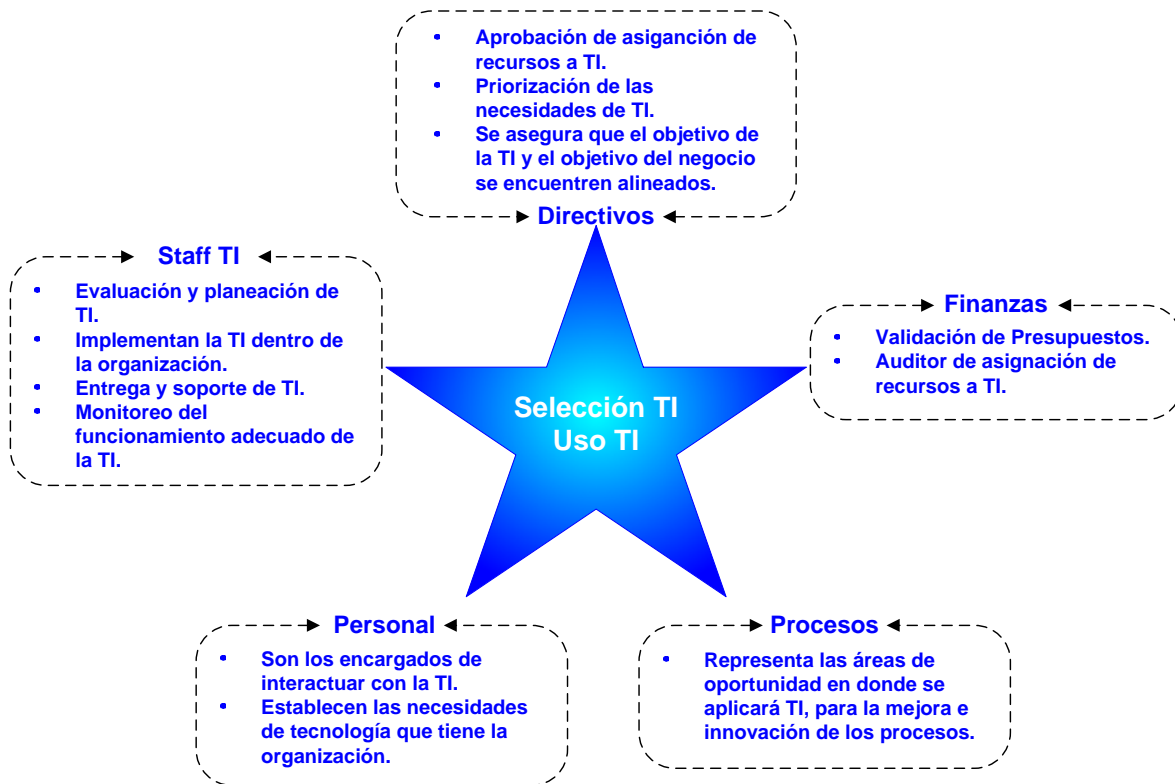 • Aprobación de asigancón de
recursos a TI.
• Priorización de las
necesidades de TI.
• Se asegura que el objetivo de
la TI y el objetivo del negocio
se encuentren alineados.
Directivos
Staff TI
• Evaluación y planeación de
TI.
• Implementan la TI dentro de
la organización.
• Entrega y soporte de TI.
• Monitoreo del
funcionamiento adecuado de
la TI.
Finanzas
• Validación de Presupuestos.
• Auditor de asignación de
recursos a TI.
Selección TI
Uso TI
Personal
• Son los encargados de
interactuar con la TI.
• Establecen las necesidades
de tecnología que tiene la
organización.
Procesos
• Representa las áreas de
oportunidad en donde se
aplicará TI, para la mejora e
innovación de los procesos.